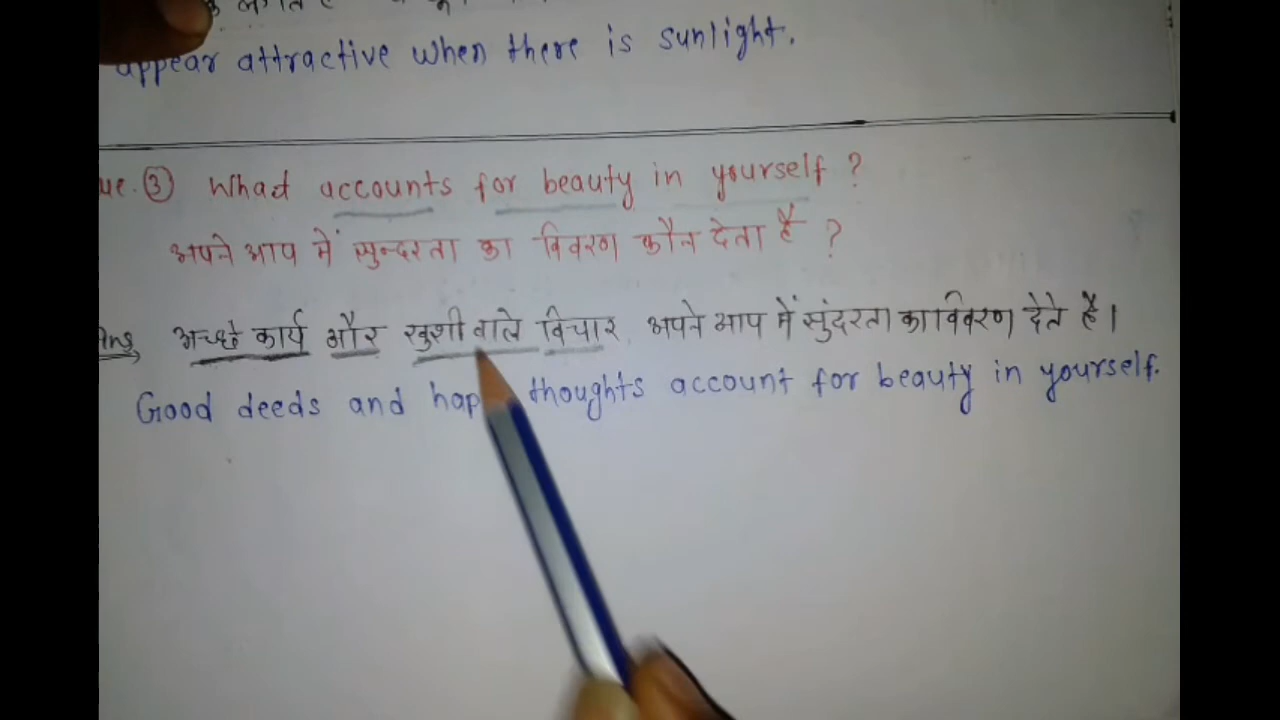 appear attractive when there is sunlight.
ue. ③ What accounts for beauty in yourself ?
अपने आप में सुन्दरता का विवरण कौन देता है ?
Ans, अच्छे कार्य और खुशी वाले विचार अपने आप में सुंदरता का विवरण देते है।
Good deeds and hap thoughts account for beauty in yourself.